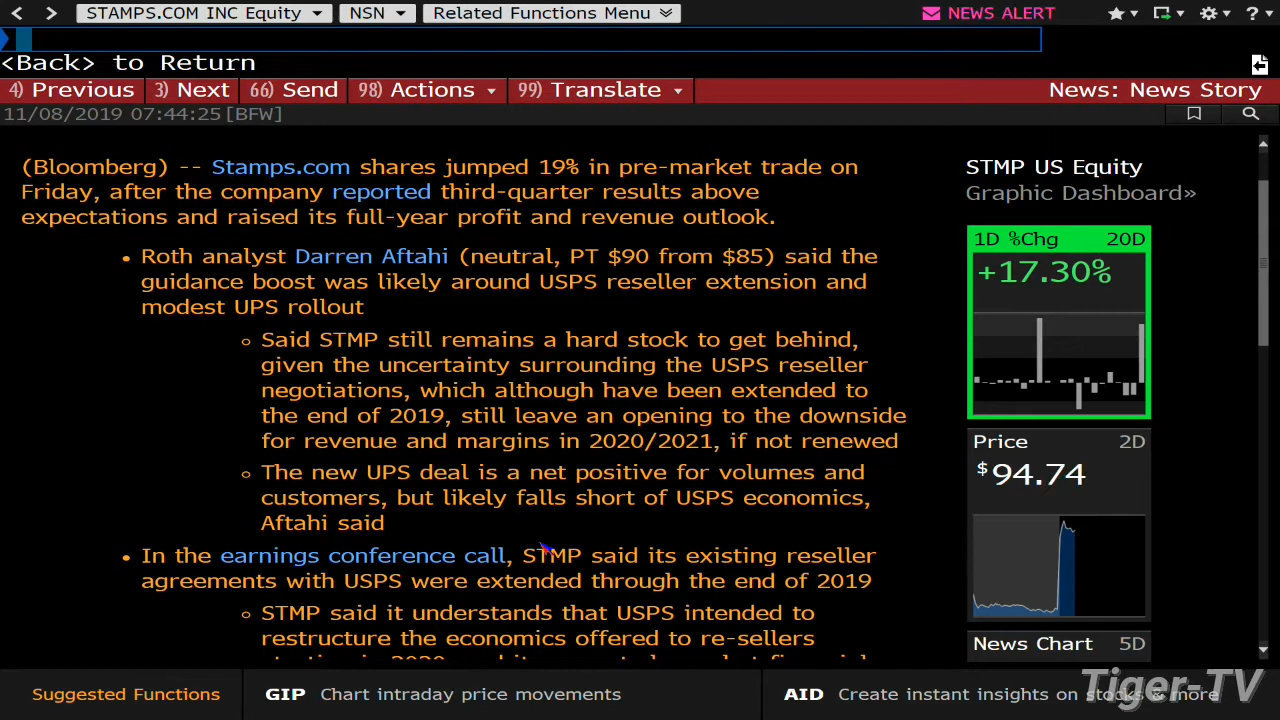 STAMPS.COM INC Equity NSN Related Functions Menu NEWS ALERT ?
<Back> to Return
4) Previous 3) Next 66) Send 98) Actions 99) Translate News: News Story
11/08/2019 07:44:25 [BFW]
(Bloomberg) -- Stamps.com shares jumped 19% in pre-market trade on
Friday, after the company reported third-quarter results above
expectations and raised its full-year profit and revenue outlook.
• Roth analyst Darren Aftahi (neutral, PT $90 from $85) said the
guidance boost was likely around USPS reseller extension and
modest UPS rollout
○ Said STMP still remains a hard stock to get behind,
given the uncertainty surrounding the USPS reseller
negotiations, which although have been extended to
the end of 2019, still leave an opening to the downside
for revenue and margins in 2020/2021, if not renewed
○ The new UPS deal is a net positive for volumes and
customers, but likely falls short of USPS economics,
Aftahi said
• In the earnings conference call, STMP said its existing reseller
agreements with USPS were extended through the end of 2019
○ STMP said it understands that USPS intended to
restructure the economics offered to re-sellers
STMP US Equity
Graphic Dashboard»
1D %Chg 20D
+17.30%
Price 2D
$94.74
News Chart 5D
Suggested Functions GIP Chart intraday price movements AID Create instant insights on stocks & more
Tiger-TV